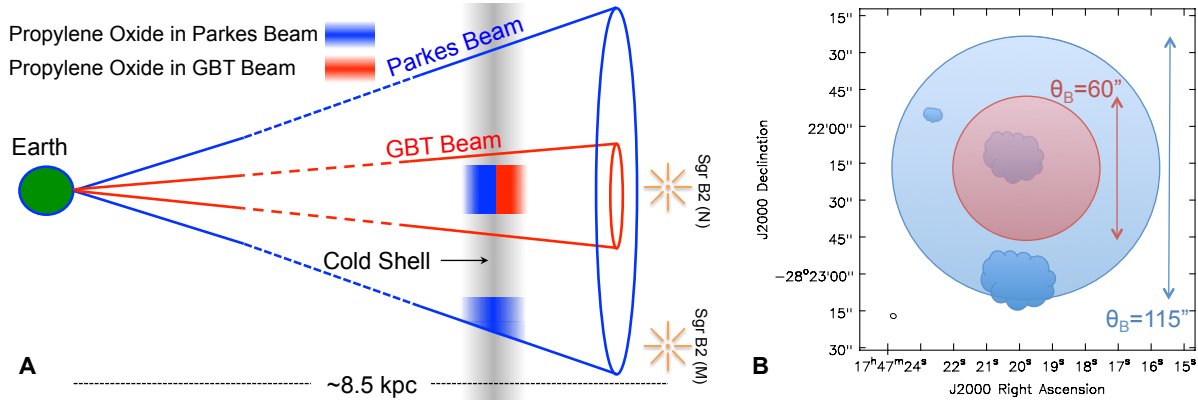 Propylene Oxide in Parkes Beam
Propylene Oxide in GBT Beam
Parkes Beam
Earth
GBT Beam
Sgr B2 (N)
Cold Shell
Sgr B2 (M)
A
~8.5 kpc
15"
30"
45"
22'00"
15"
30"
45"
−28°23'00"
15"
30"
J2000 Declination
θB=60”
θB=115”
B
17ʰ47ᵐ24ˢ 22ˢ 21ˢ 20ˢ 19ˢ 18ˢ 17ˢ 16ˢ 15ˢ
J2000 Right Ascension